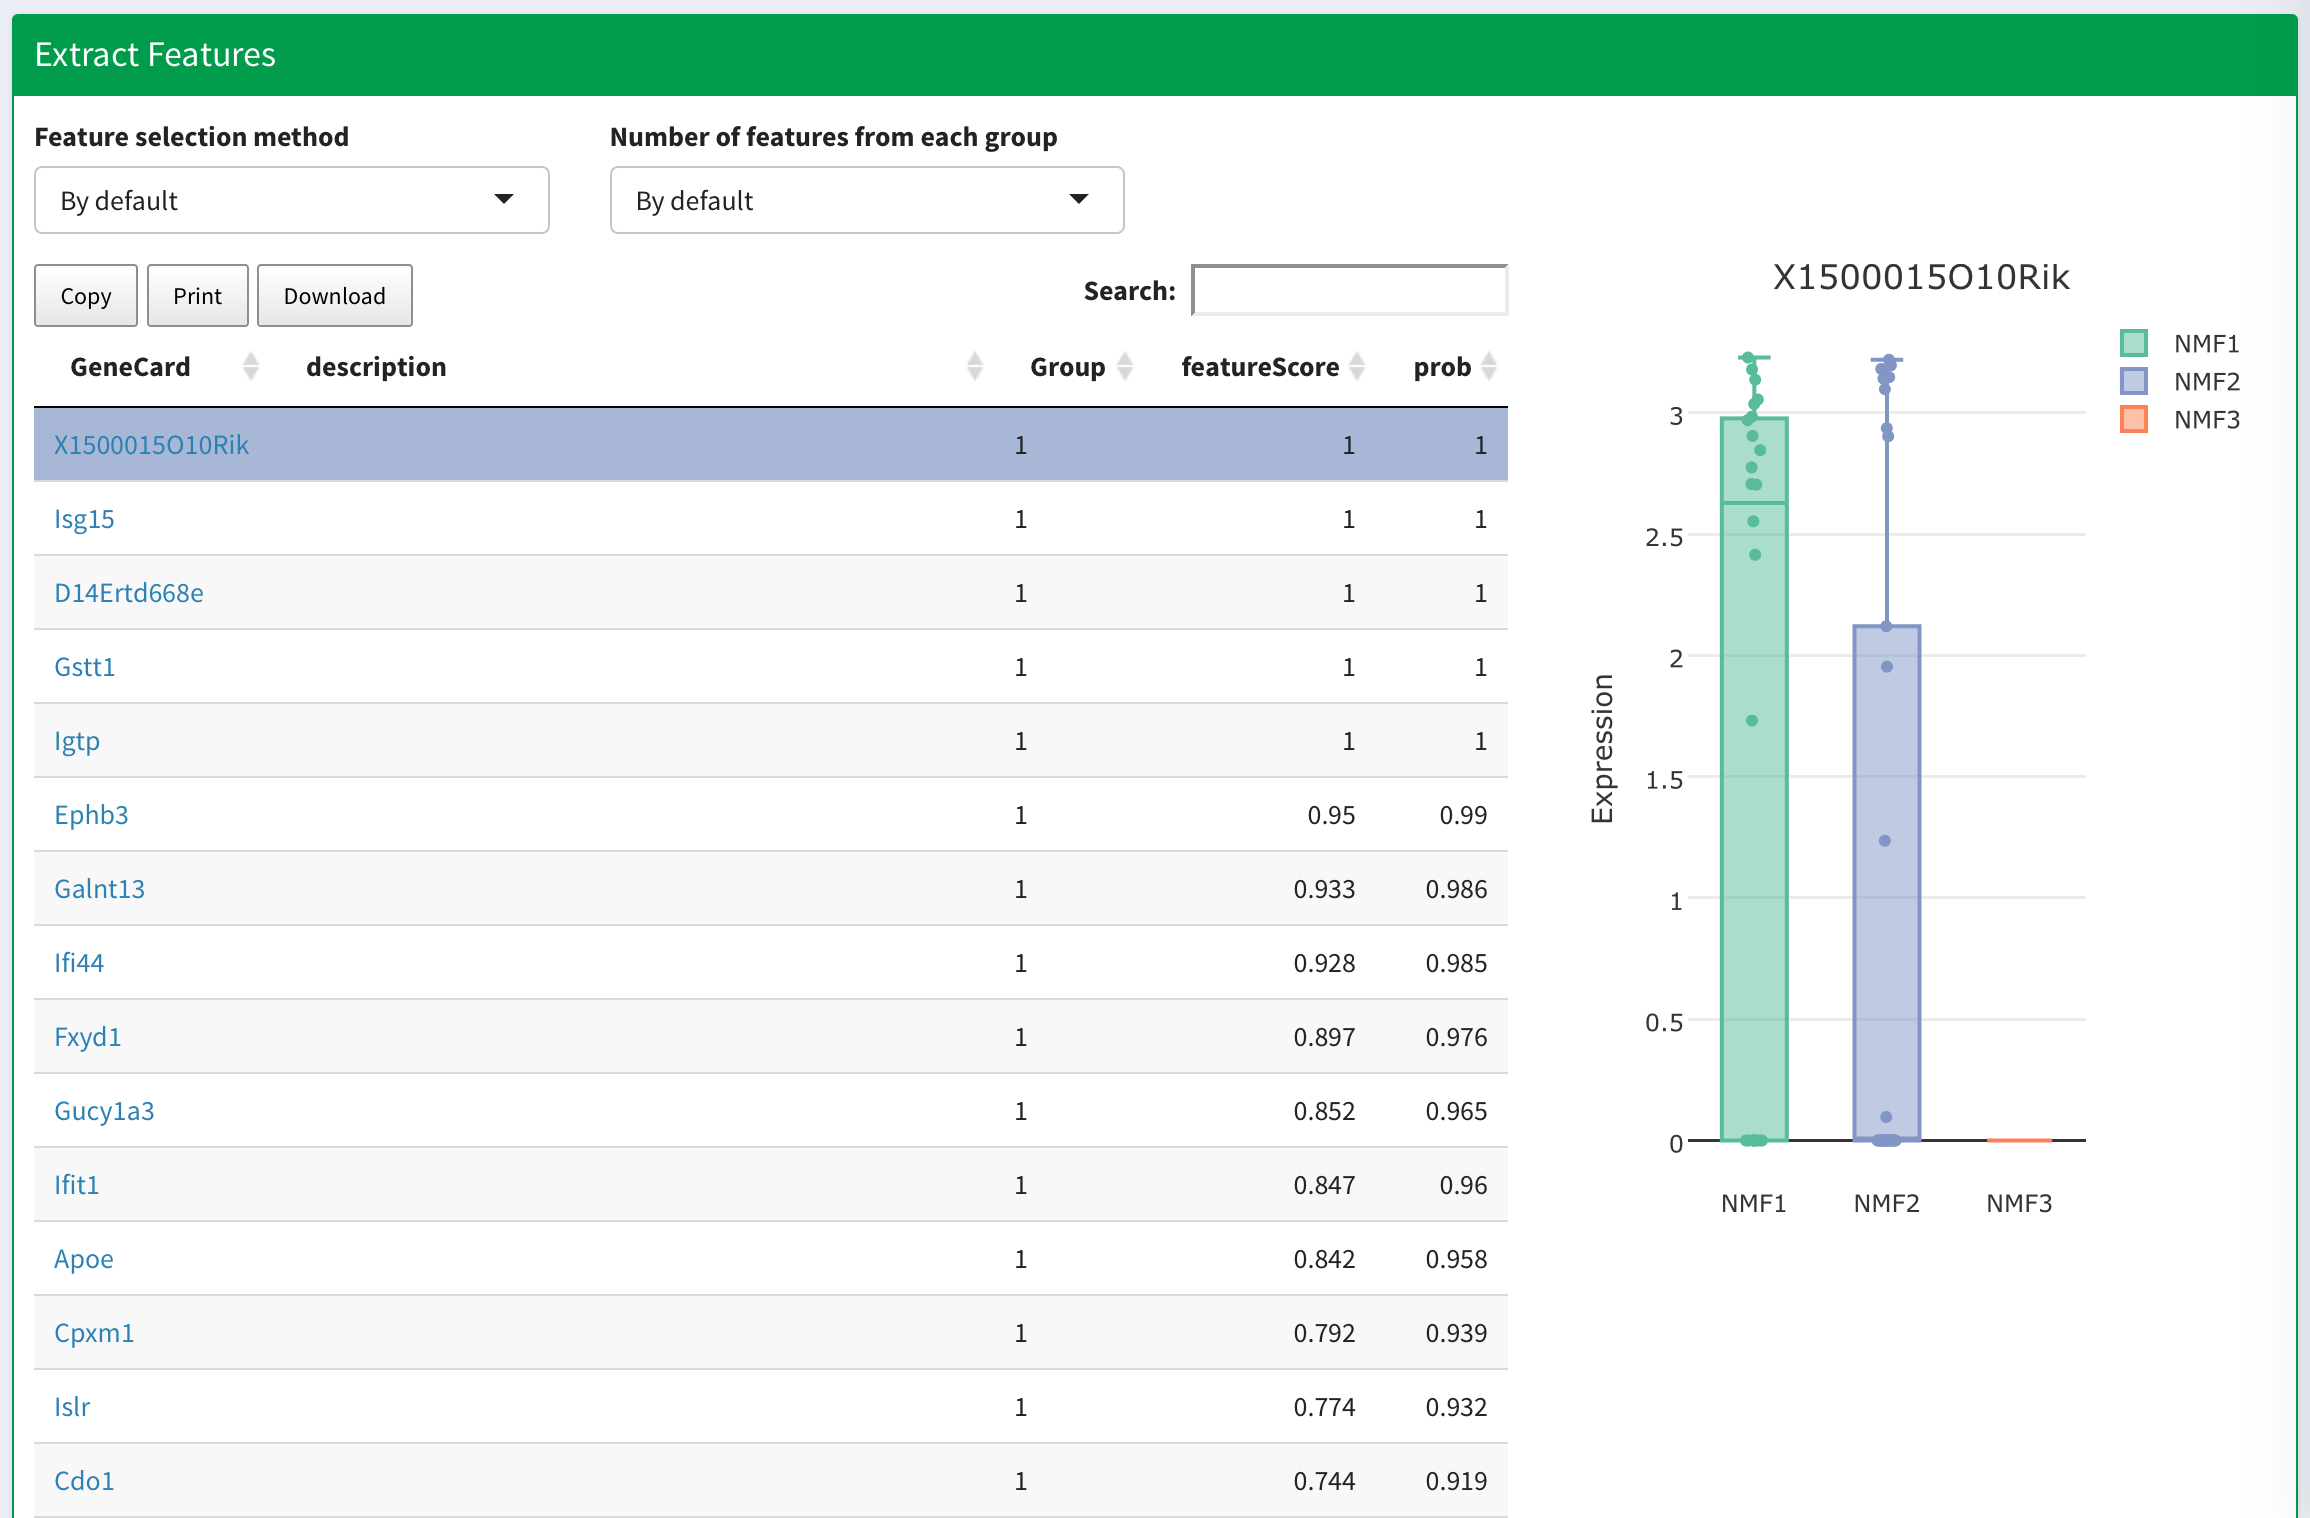 Extract Features
Feature selection method
Number of features from each group
By default
By default
Copy Print Download
Search:
GeneCard description Group featureScore prob
X1500015O10Rik 1 1 1
Isg15 1 1 1
D14Ertd668e 1 1 1
Gstt1 1 1 1
Igtp 1 1 1
Ephb3 1 0.95 0.99
Galnt13 1 0.933 0.986
Ifi44 1 0.928 0.985
Fxyd1 1 0.897 0.976
Gucy1a3 1 0.852 0.965
Ifit1 1 0.847 0.96
Apoe 1 0.842 0.958
Cpxm1 1 0.792 0.939
Islr 1 0.774 0.932
Cdo1 1 0.744 0.919
X1500015O10Rik
NMF1
NMF2
NMF3
Expression
3
2.5
2
1.5
1
0.5
0
NMF1 NMF2 NMF3